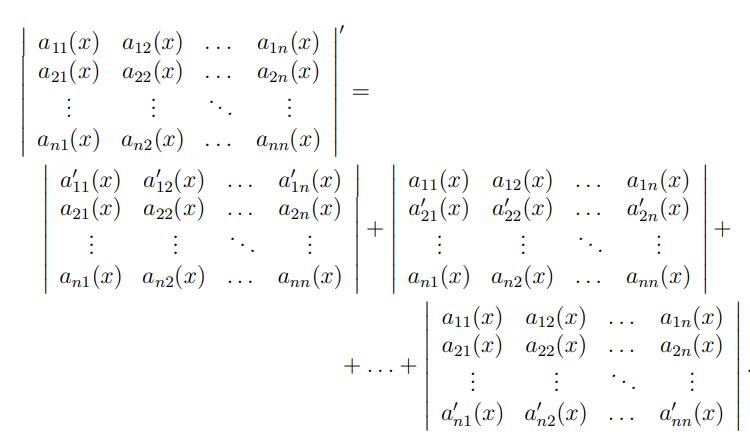 | a₁₁(x) a₁₂(x) … a₁ₙ(x) |′
| a₂₁(x) a₂₂(x) … a₂ₙ(x) |
| ⋮ ⋮ ⋱ ⋮ | =
| aₙ₁(x) aₙ₂(x) … aₙₙ(x) |
| a′₁₁(x) a′₁₂(x) … a′₁ₙ(x) | | a₁₁(x) a₁₂(x) … a₁ₙ(x) |
| a₂₁(x) a₂₂(x) … a₂ₙ(x) | | a′₂₁(x) a′₂₂(x) … a′₂ₙ(x) |
| ⋮ ⋮ ⋱ ⋮ | + | ⋮ ⋮ ⋱ ⋮ | +
| aₙ₁(x) aₙ₂(x) … aₙₙ(x) | | aₙ₁(x) aₙ₂(x) … aₙₙ(x) |
| a₁₁(x) a₁₂(x) … a₁ₙ(x) |
| a₂₁(x) a₂₂(x) … a₂ₙ(x) |
+ … + | ⋮ ⋮ ⋱ ⋮ | .
| a′ₙ₁(x) a′ₙ₂(x) … a′ₙₙ(x) |